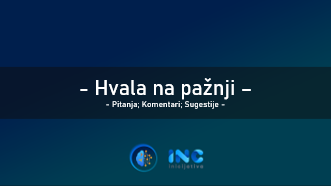 - Hvala na pažnji –
- Pitanja; Komentari; Sugestije -
INC
inicijativa